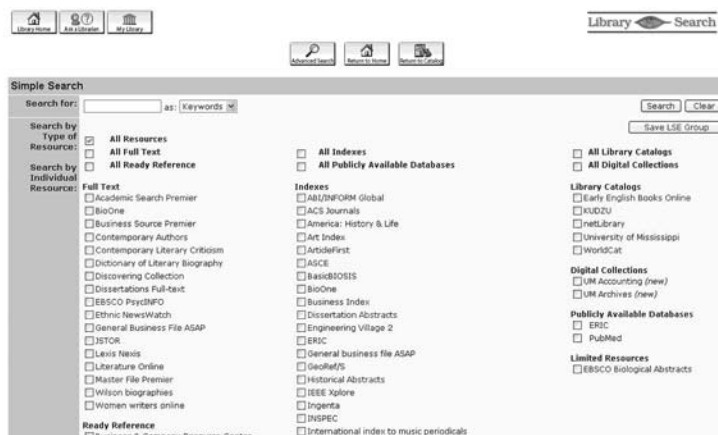 Library Home
Ask a Librarian
My Library
Library Search
Advanced Search
Return to Home
Return to Catalog
Simple Search
Search for:
as: Keywords
Search Clear
Save LSE Group
Search by Type of Resource:
All Resources
All Full Text
All Ready Reference
All Indexes
All Publicly Available Databases
All Library Catalogs
All Digital Collections
Search by Individual Resource:
Full Text
Academic Search Premier
BioOne
Business Source Premier
Contemporary Authors
Contemporary Literary Criticism
Dictionary of Literary Biography
Discovering Collection
Dissertations Full-text
EBSCO PsycINFO
Ethnic NewsWatch
General Business File ASAP
JSTOR
Lexis Nexis
Literature Online
Master File Premier
Wilson biographies
Women writers online
Ready Reference
Business & Company Resource Center
Indexes
ABI/INFORM Global
ACS Journals
America: History & Life
Art Index
ArticleFirst
ASCE
BasicBIOSIS
BioOne
Business Index
Dissertation Abstracts
Engineering Village 2
ERIC
General business file ASAP
GeoRef/S
Historical Abstracts
IEEE Xplore
Ingenta
INSPEC
International index to music periodicals
Library Catalogs
Early English Books Online
KUDZU
netLibrary
University of Mississippi
WorldCat
Digital Collections
UM Accounting (new)
UM Archives (new)
Publicly Available Databases
ERIC
PubMed
Limited Resources
EBSCO Biological Abstracts